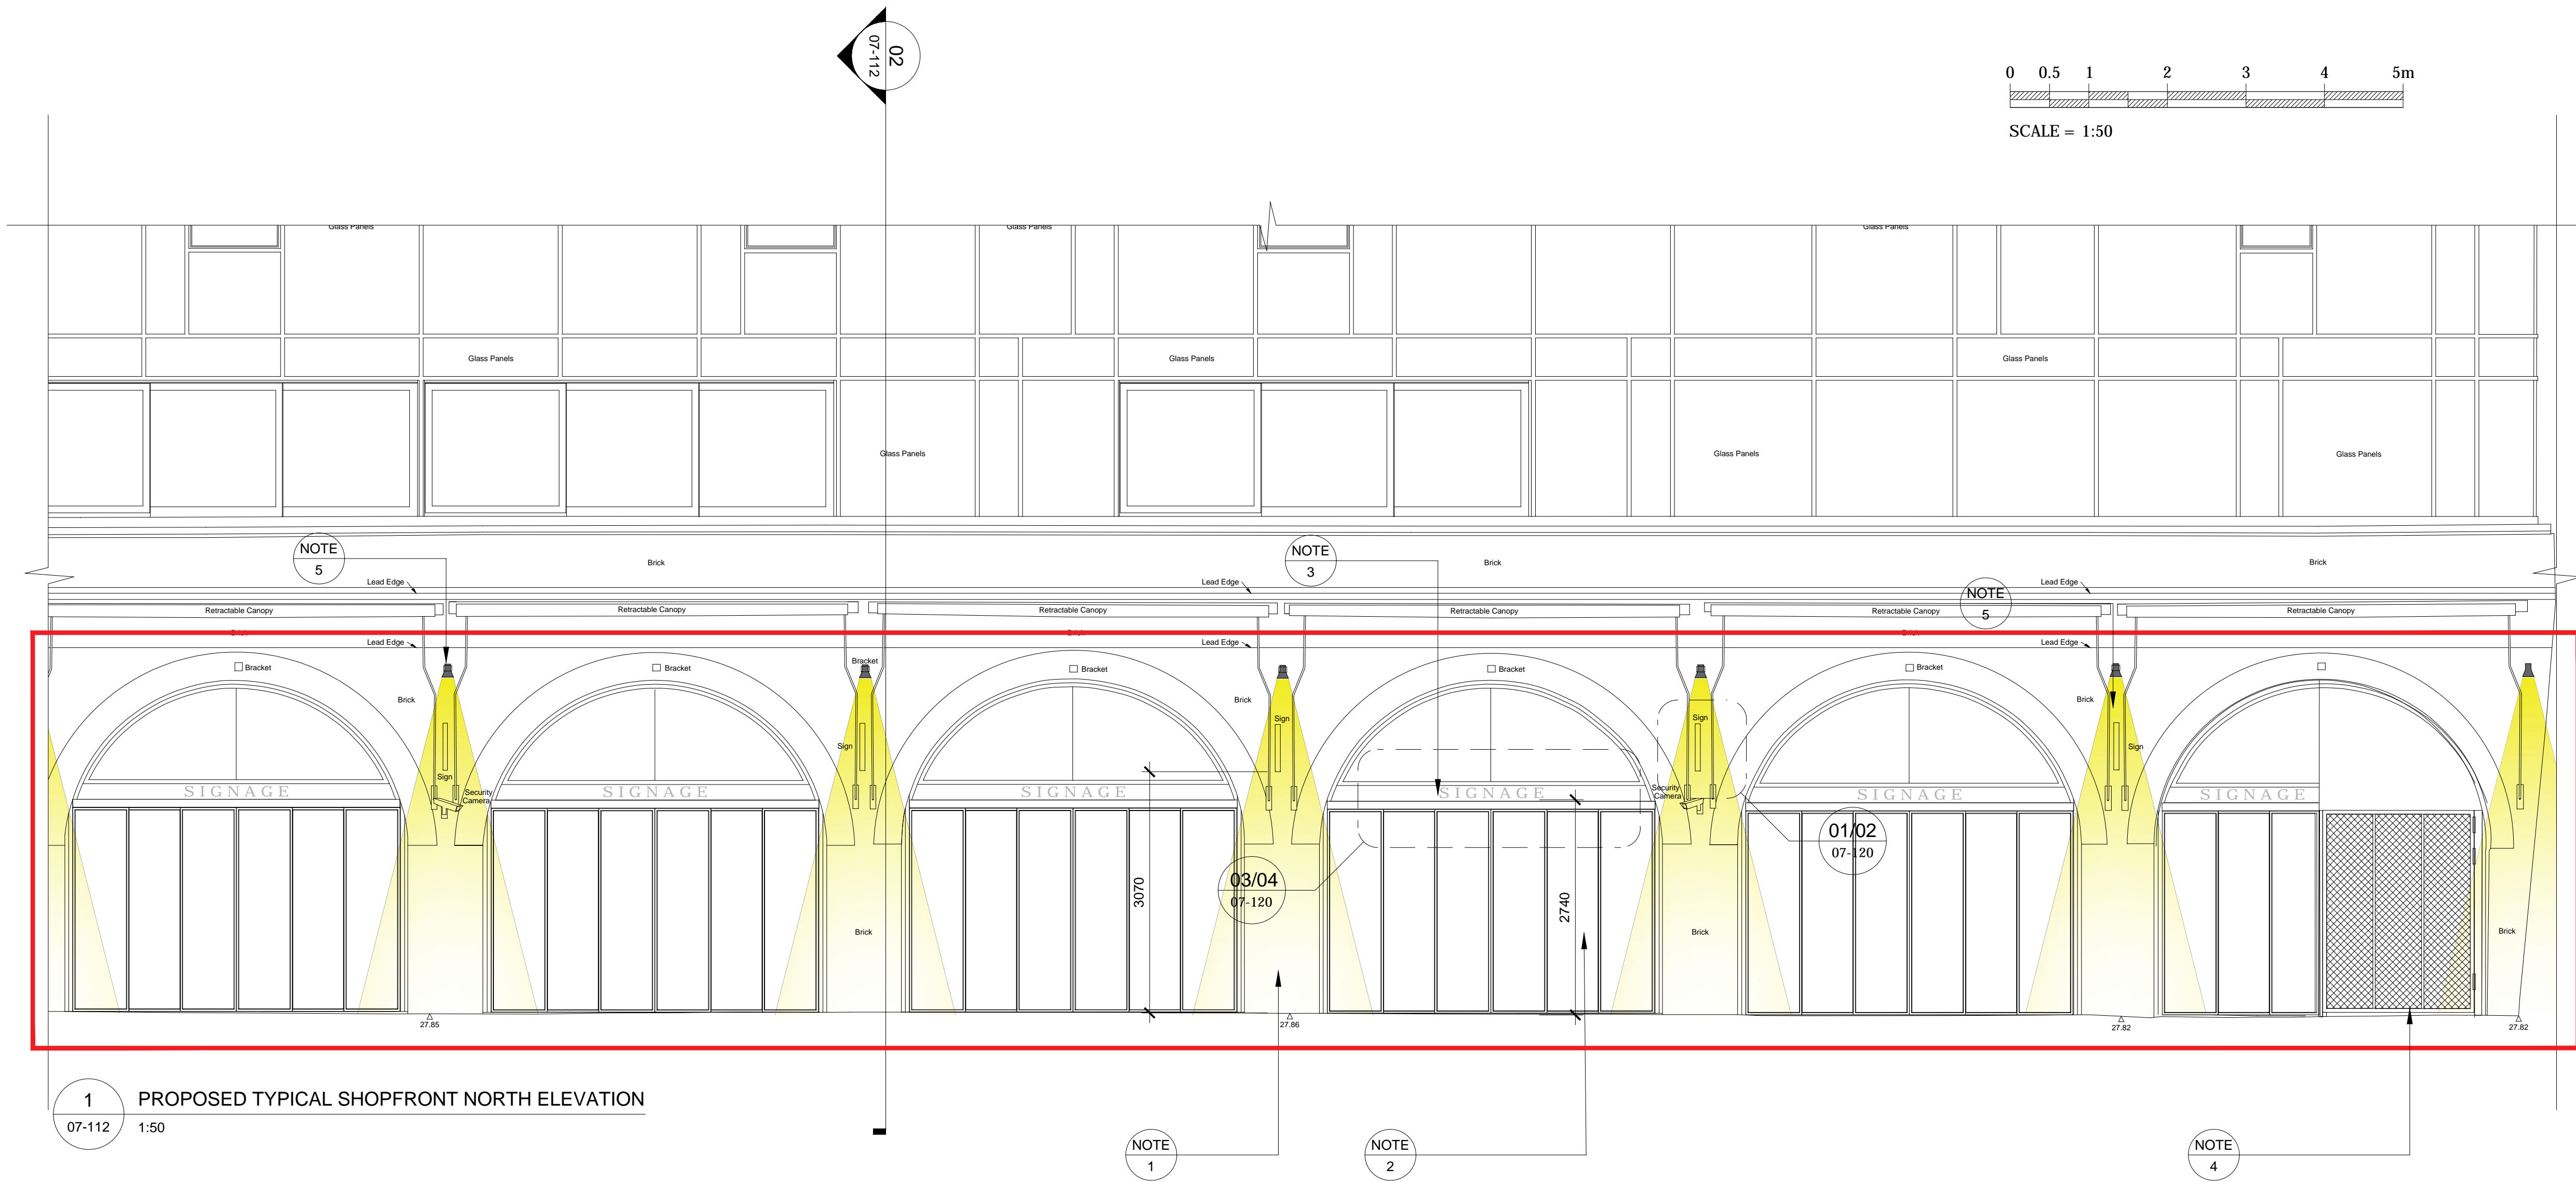 02
07-112
0 0.5 1 2 3 4 5m
SCALE = 1:50
Glass Panels
Glass Panels
Glass Panels
Glass Panels
Glass Panels
Glass Panels
Glass Panels
Glass Panels
Glass Panels
NOTE
5
NOTE
3
Brick
Brick
Brick
Lead Edge
Lead Edge
Lead Edge
NOTE
5
Retractable Canopy
Retractable Canopy
Retractable Canopy
Retractable Canopy
Retractable Canopy
Retractable Canopy
Brick
Brick
Brick
Lead Edge
Lead Edge
Lead Edge
Bracket
Bracket
Bracket
Bracket
Bracket
Bracket
Brick
Brick
Brick
Sign
Sign
Sign
Sign
Sign
SIGNAGE
SIGNAGE
SIGNAGE
SIGNAGE
SIGNAGE
SIGNAGE
Security
Camera
Security
Camera
01/02
07-120
03/04
07-120
3070
2740
Brick
Brick
Brick
27.85
27.86
27.82
27.82
1
07-112
PROPOSED TYPICAL SHOPFRONT NORTH ELEVATION
1:50
NOTE
1
NOTE
2
NOTE
4